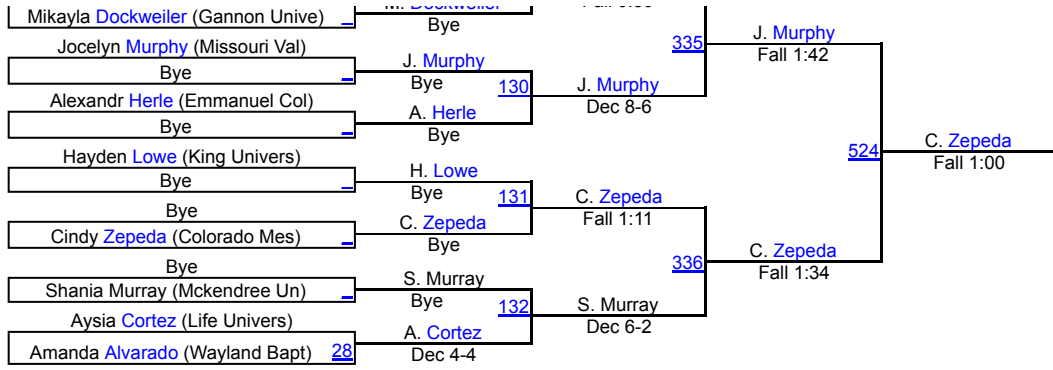 Mikayla Dockweiler (Gannon Unive)
Bye
Jocelyn Murphy (Missouri Val)
Bye
Alexandr Herle (Emmanuel Col)
Bye
Hayden Lowe (King Univers)
Bye
Bye
Cindy Zepeda (Colorado Mes)
Bye
Shania Murray (Mckendree Un)
Aysia Cortez (Life Univers)
Amanda Alvarado (Wayland Bapt) 28
J. Murphy
Bye
130
A. Herle
Bye
H. Lowe
Bye
131
C. Zepeda
Bye
S. Murray
Bye
132
A. Cortez
Dec 4-4
335
J. Murphy
Dec 8-6
C. Zepeda
Fall 1:11
336
S. Murray
Dec 6-2
J. Murphy
Fall 1:42
524
C. Zepeda
Fall 1:34
C. Zepeda
Fall 1:00